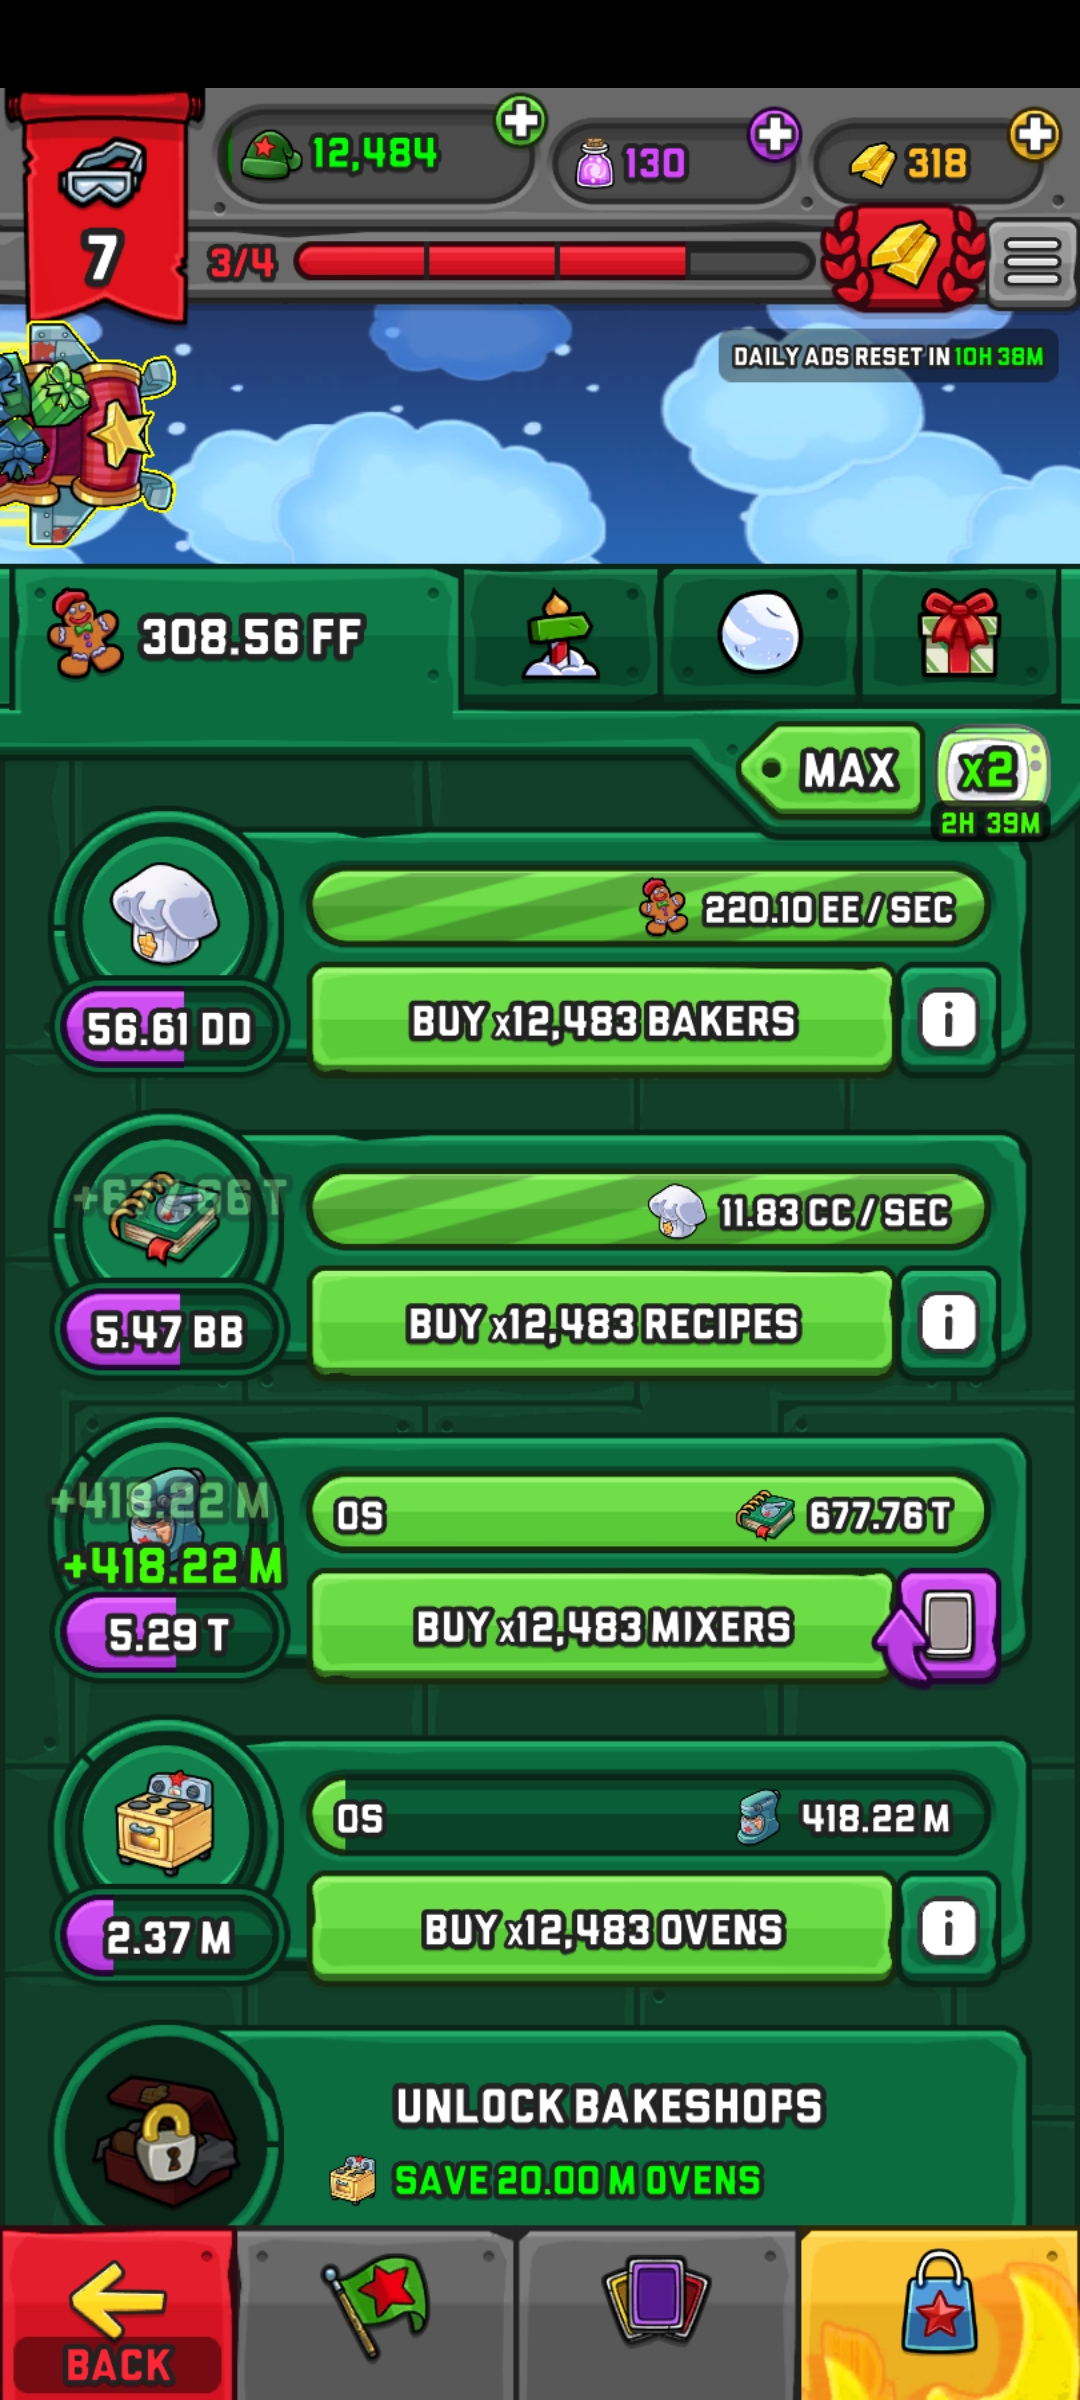 12,484
130
318
7
3/4
DAILY ADS RESET IN 10H 38M
308.56 FF
MAX
x2
2H 39M
220.10 EE / SEC
56.61 DD
BUY x12,483 BAKERS
i
+677.66 T
11.83 CC / SEC
5.47 BB
BUY x12,483 RECIPES
i
+418.22 M
+418.22 M
0S
677.76 T
5.29 T
BUY x12,483 MIXERS
0S
418.22 M
2.37 M
BUY x12,483 OVENS
i
UNLOCK BAKESHOPS
SAVE 20.00 M OVENS
BACK